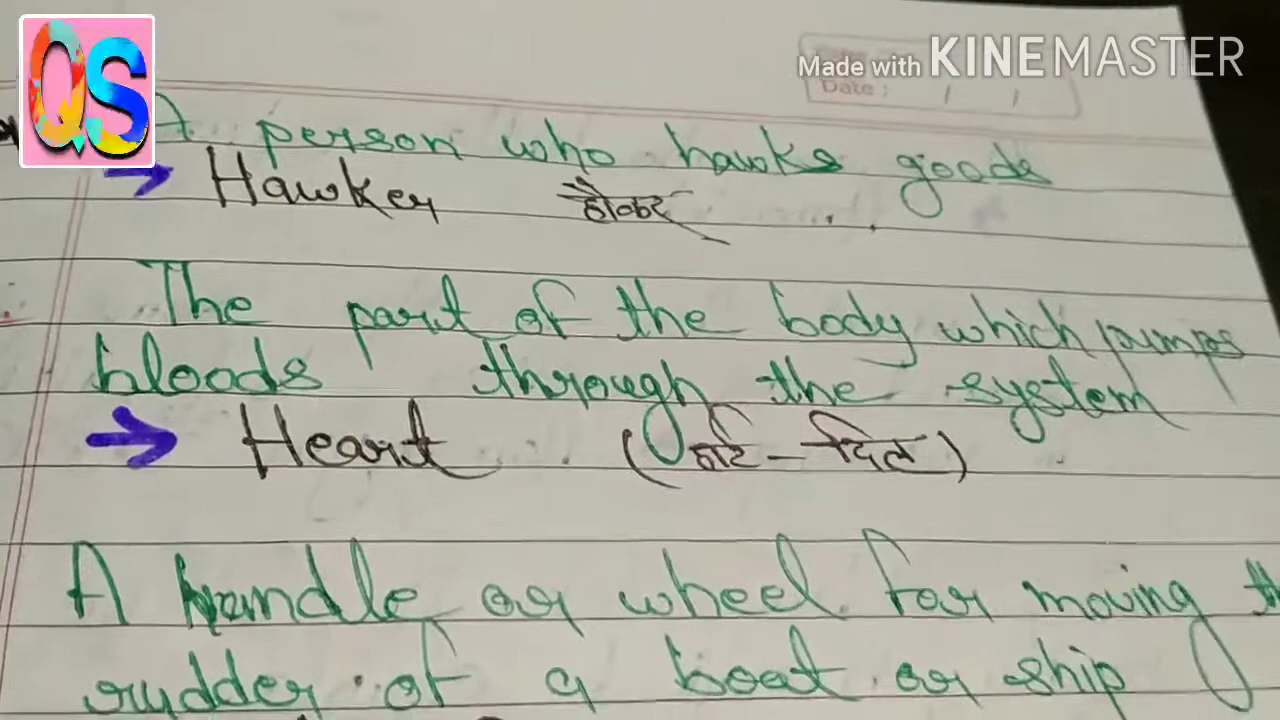 QS
Made with KINEMASTER
Date : / /
A person who hawks goods
→ Hawker हॉकर
The part of the body which pumps
bloods through the system
→ Heart (हार्ट – दिल)
A handle or wheel for moving
rudder of a boat or ship